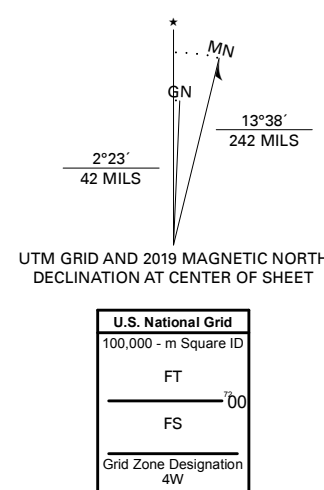 ★
MN
GN
13°38´
242 MILS
2°23´
42 MILS
UTM GRID AND 2019 MAGNETIC NORTH
DECLINATION AT CENTER OF SHEET
U.S. National Grid
100,000 - m Square ID
FT
7200
FS
Grid Zone Designation
4W